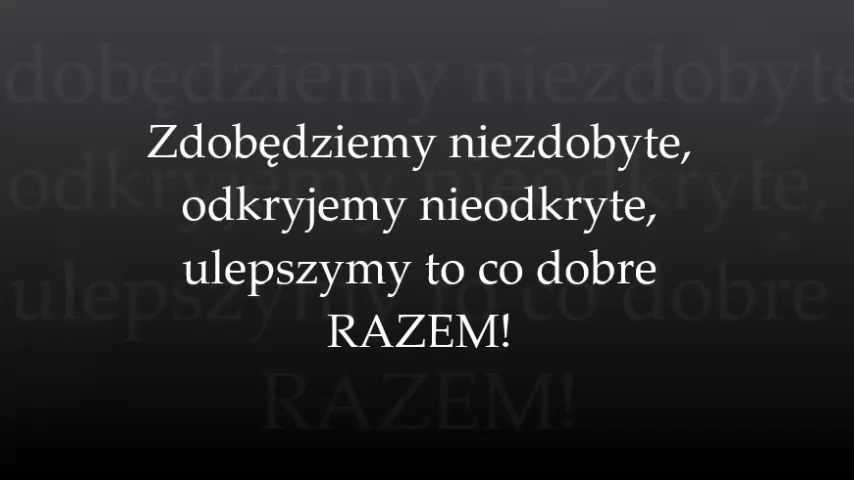 Zdobędziemy niezdobyte,
odkryjemy nieodkryte,
ulepszymy to co dobre
RAZEM!